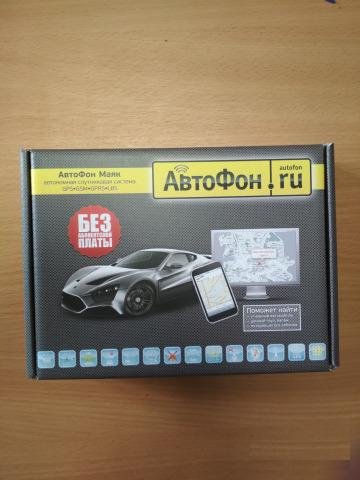 АвтоФон Маяк
автономная спутниковая система
GPS•GSM•GPRS•LBS
autofon
АвтоФон.ru
БЕЗ
АБОНЕНТСКОЙ
ПЛАТЫ
Поможет найти